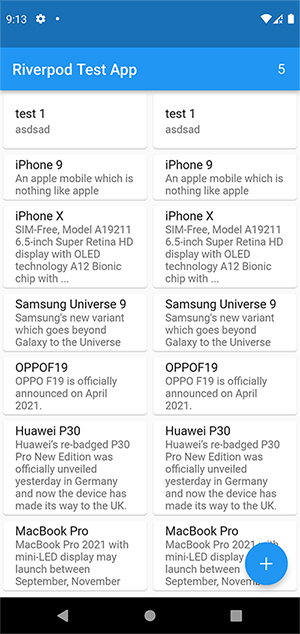 9:13
Riverpod Test App 5
test 1
asdsad
test 1
asdsad
iPhone 9
An apple mobile which is
nothing like apple
iPhone 9
An apple mobile which is
nothing like apple
iPhone X
SIM-Free, Model A19211
6.5-inch Super Retina HD
display with OLED
technology A12 Bionic
chip with ...
iPhone X
SIM-Free, Model A19211
6.5-inch Super Retina HD
display with OLED
technology A12 Bionic
chip with ...
Samsung Universe 9
Samsung's new variant
which goes beyond
Galaxy to the Universe
Samsung Universe 9
Samsung's new variant
which goes beyond
Galaxy to the Universe
OPPOF19
OPPO F19 is officially
announced on April
2021.
OPPOF19
OPPO F19 is officially
announced on April
2021.
Huawei P30
Huawei's re-badged P30
Pro New Edition was
officially unveiled
yesterday in Germany
and now the device has
made its way to the UK.
Huawei P30
Huawei's re-badged P30
Pro New Edition was
officially unveiled
yesterday in Germany
and now the device has
made its way to the UK.
MacBook Pro
MacBook Pro 2021 with
mini-LED display may
launch between
September, November
MacBook Pro
MacBook Pro 2021 with
mini-LED display may
launch between
September, November